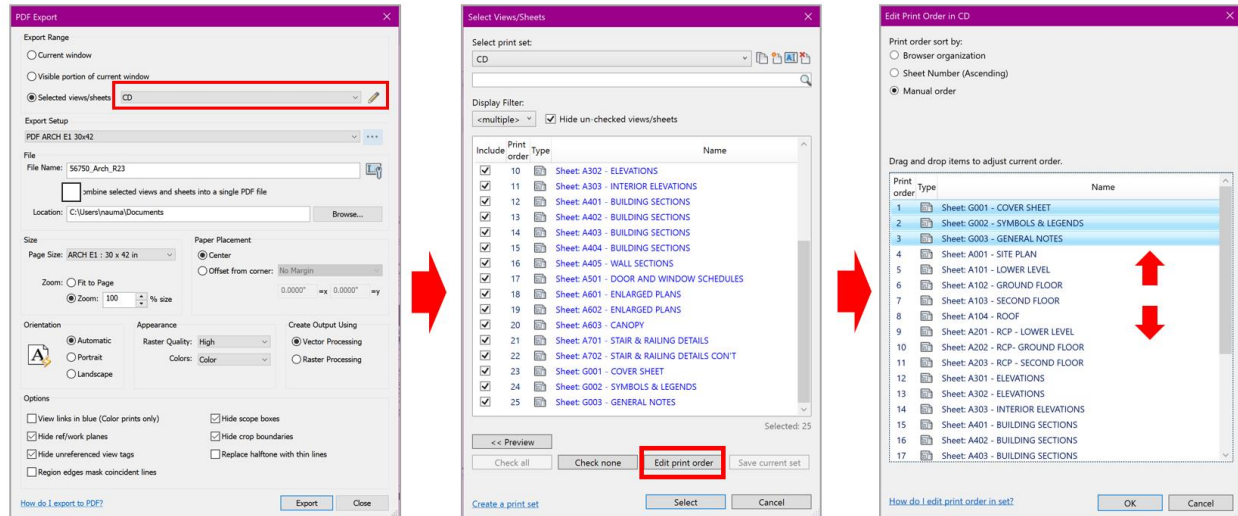 PDF Export
Export Range
Current window
Visible portion of current window
Selected views/sheets CD
Export Setup
PDF ARCH E1 30x42
File
File Name: 56750_Arch_R23
ombine selected views and sheets into a single PDF file
Location: C:\Users\nauma\Documents Browse...
Size Paper Placement
Page Size: ARCH E1 : 30 x 42 in Center
Offset from corner: No Margin
Zoom: Fit to Page
0.0000" =x 0.0000" =y
Zoom: 100 % size
Orientation Appearance Create Output Using
Automatic Raster Quality: High Vector Processing
A Portrait Colors: Color Raster Processing
Landscape
Options
View links in blue (Color prints only) Hide scope boxes
Hide ref/work planes Hide crop boundaries
Hide unreferenced view tags Replace halftone with thin lines
Region edges mask coincident lines
How do I export to PDF? Export Close
Select Views/Sheets
Select print set:
CD
Display Filter:
<multiple> Hide un-checked views/sheets
Include Print order Type Name
10 Sheet: A302 - ELEVATIONS
11 Sheet: A303 - INTERIOR ELEVATIONS
12 Sheet: A401 - BUILDING SECTIONS
13 Sheet: A402 - BUILDING SECTIONS
14 Sheet: A403 - BUILDING SECTIONS
15 Sheet: A404 - BUILDING SECTIONS
16 Sheet: A405 - WALL SECTIONS
17 Sheet: A501 - DOOR AND WINDOW SCHEDULES
18 Sheet: A601 - ENLARGED PLANS
19 Sheet: A602 - ENLARGED PLANS
20 Sheet: A603 - CANOPY
21 Sheet: A701 - STAIR & RAILING DETAILS
22 Sheet: A702 - STAIR & RAILING DETAILS CON'T
23 Sheet: G001 - COVER SHEET
24 Sheet: G002 - SYMBOLS & LEGENDS
25 Sheet: G003 - GENERAL NOTES
Selected: 25
<< Preview
Check all Check none Edit print order Save current set
Create a print set Select Cancel
Edit Print Order in CD
Print order sort by:
Browser organization
Sheet Number (Ascending)
Manual order
Drag and drop items to adjust current order.
Print order Type Name
1 Sheet: G001 - COVER SHEET
2 Sheet: G002 - SYMBOLS & LEGENDS
3 Sheet: G003 - GENERAL NOTES
4 Sheet: A001 - SITE PLAN
5 Sheet: A101 - LOWER LEVEL
6 Sheet: A102 - GROUND FLOOR
7 Sheet: A103 - SECOND FLOOR
8 Sheet: A104 - ROOF
9 Sheet: A201 - RCP - LOWER LEVEL
10 Sheet: A202 - RCP- GROUND FLOOR
11 Sheet: A203 - RCP - SECOND FLOOR
12 Sheet: A301 - ELEVATIONS
13 Sheet: A302 - ELEVATIONS
14 Sheet: A303 - INTERIOR ELEVATIONS
15 Sheet: A401 - BUILDING SECTIONS
16 Sheet: A402 - BUILDING SECTIONS
17 Sheet: A403 - BUILDING SECTIONS
How do I edit print order in set? OK Cancel